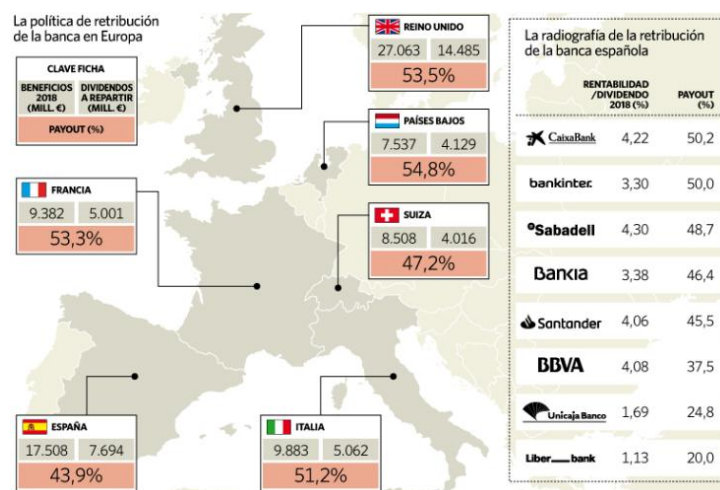 La política de retribución
de la banca en Europa
CLAVE FICHA
BENEFICIOS
2018
(MILL. €)
DIVIDENDOS
A REPARTIR
(MILL. €)
PAYOUT (%)
REINO UNIDO
27.063 14.485
53,5%
PAÍSES BAJOS
7.537 4.129
54,8%
FRANCIA
9.382 5.001
53,3%
SUIZA
8.508 4.016
47,2%
ESPAÑA
17.508 7.694
43,9%
ITALIA
9.883 5.062
51,2%
La radiografía de la retribución
de la banca española
RENTABILIDAD
/DIVIDENDO
2018 (%)
PAYOUT
(%)
CaixaBank 4,22 50,2
bankinter. 3,30 50,0
Sabadell 4,30 48,7
Bankia 3,38 46,4
Santander 4,06 45,5
BBVA 4,08 37,5
Unicaja Banco 1,69 24,8
Liberbank 1,13 20,0